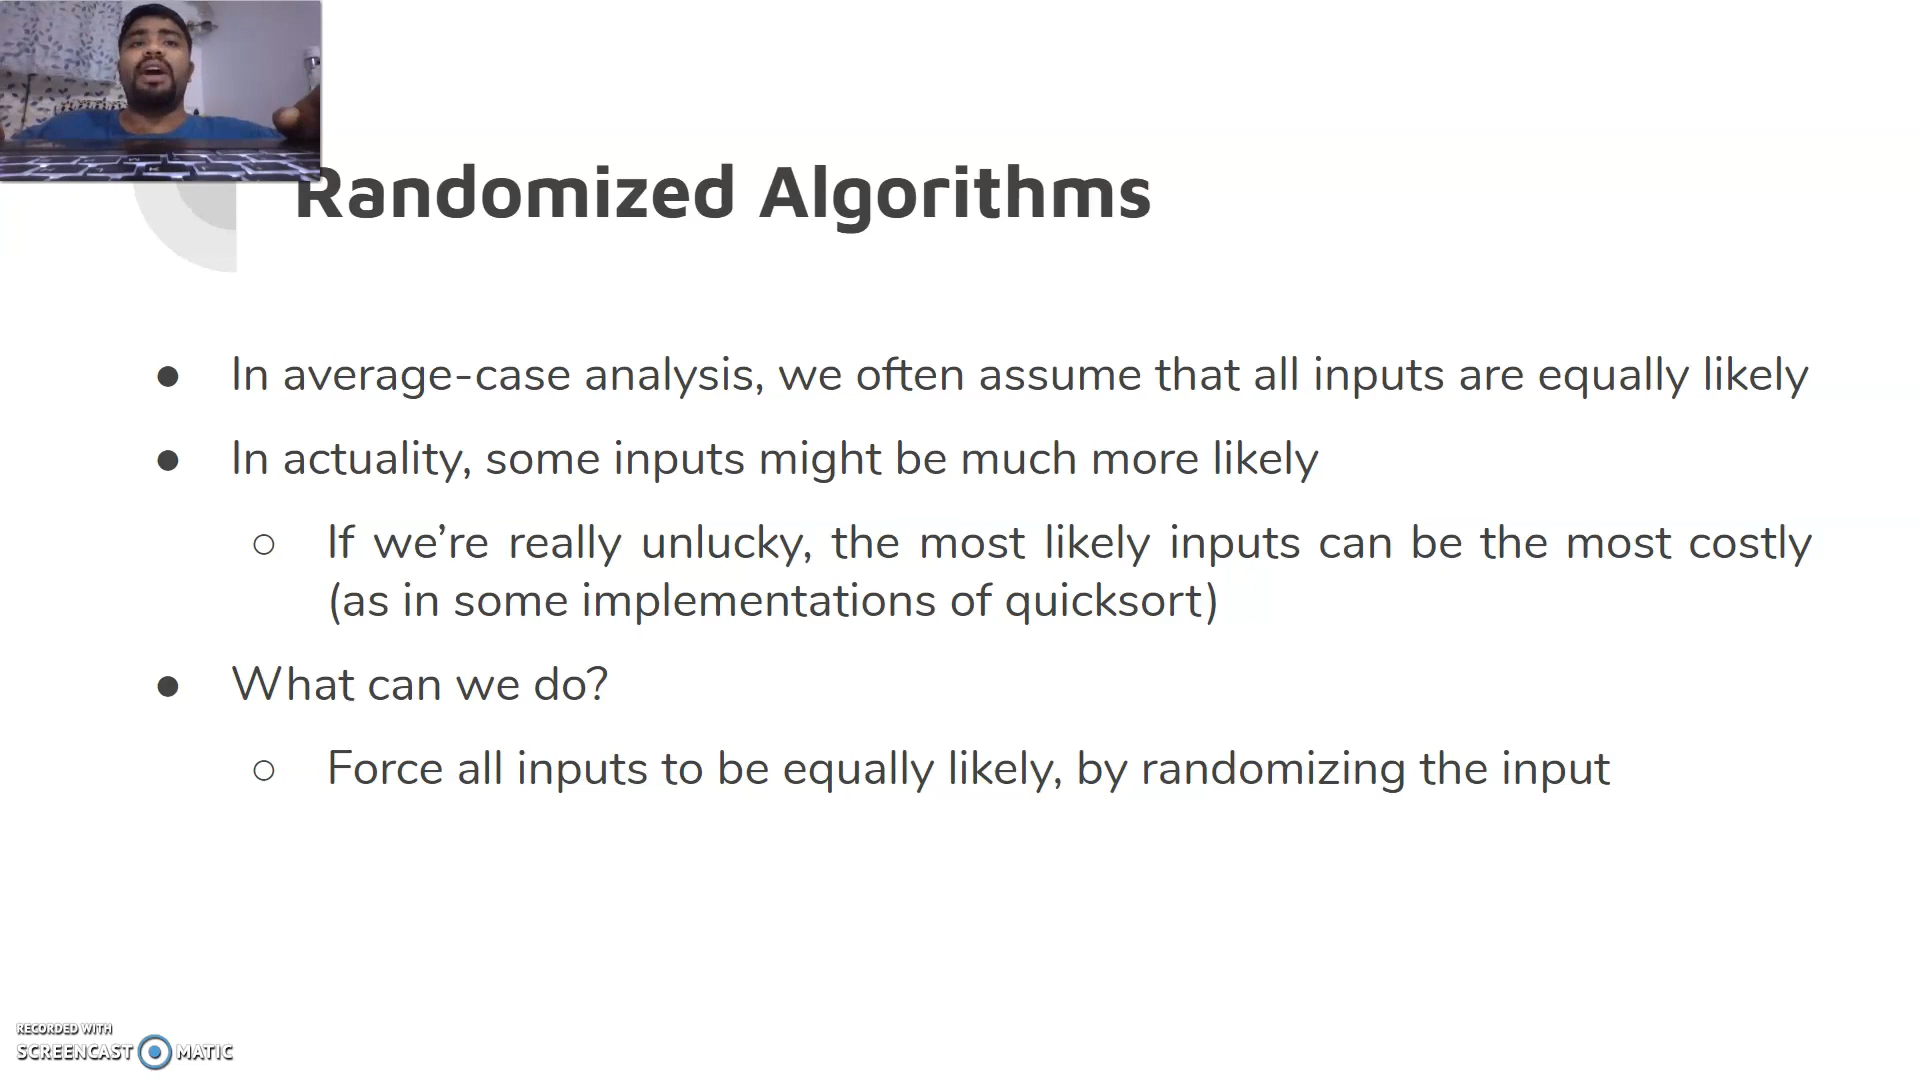 Randomized Algorithms
● In average-case analysis, we often assume that all inputs are equally likely
● In actuality, some inputs might be much more likely
○ If we’re really unlucky, the most likely inputs can be the most costly
(as in some implementations of quicksort)
● What can we do?
○ Force all inputs to be equally likely, by randomizing the input
RECORDED WITH
SCREENCAST MATIC